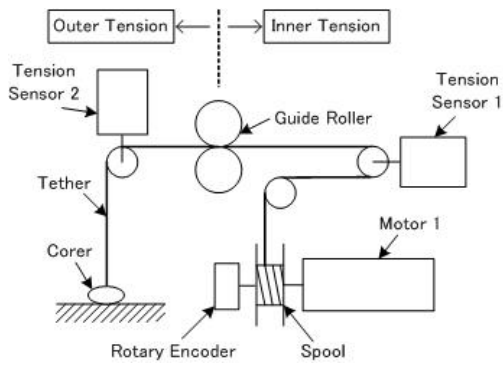 Outer Tension
Inner Tension
Tension
Sensor 2
Guide Roller
Tension
Sensor 1
Tether
Corer
Motor 1
Rotary Encoder
Spool